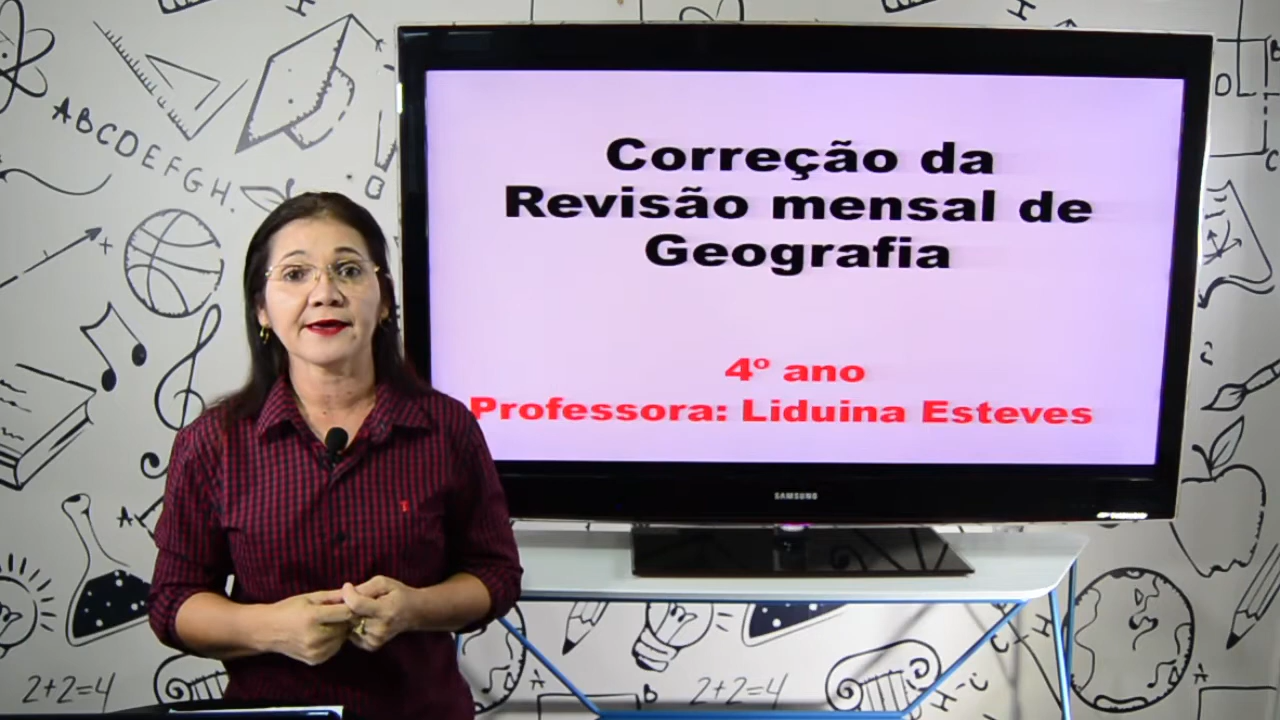 ABCDEFGH.
Correção da
Revisão mensal de
Geografia
4º ano
Professora: Liduina Esteves
SAMSUNG
2+2=4
2+2=4